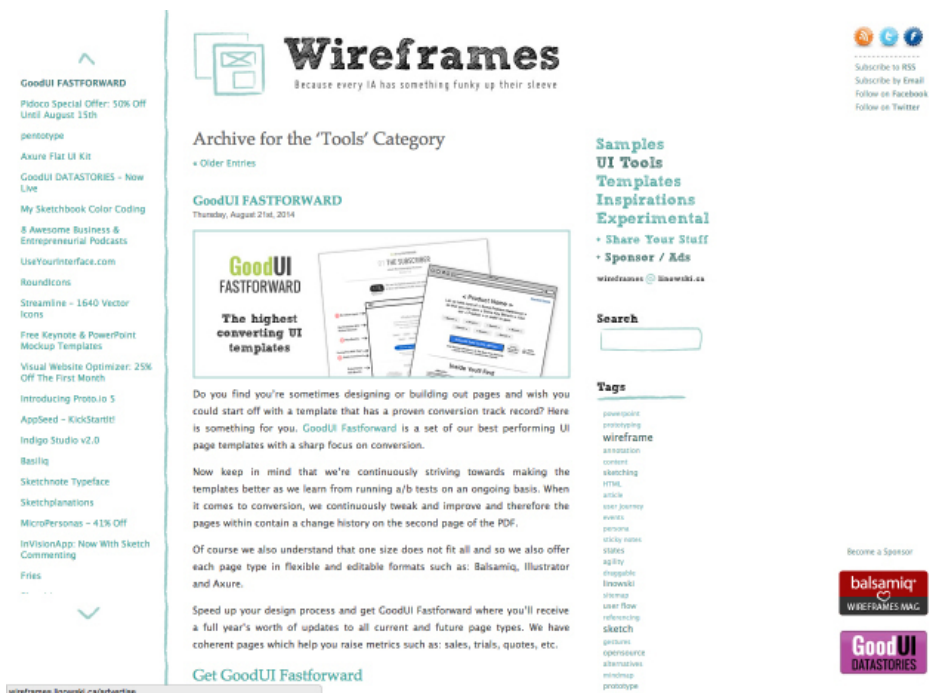 GoodUI FASTFORWARD
Pidoco Special Offer: 50% Off
Until August 15th
pentotype
Axure Flat UI Kit
GoodUI DATASTORIES – Now
Live
My Sketchbook Color Coding
8 Awesome Business &
Entrepreneurial Podcasts
UseYourInterface.com
RoundIcons
Streamline – 1640 Vector
Icons
Free Keynote & PowerPoint
Mockup Templates
Visual Website Optimizer: 25%
Off The First Month
Introducing Proto.io 5
AppSeed – KickStartIt!
Indigo Studio v2.0
Basiliq
Sketchnote Typeface
Sketchplanations
MicroPersonas – 41% Off
InVisionApp: Now With Sketch
Commenting
Fries
Wireframes
Because every IA has something funky up their sleeve
Archive for the ‘Tools’ Category
« Older Entries
GoodUI FASTFORWARD
Thursday, August 21st, 2014
GoodUI
FASTFORWARD
The highest
converting UI
templates
THE SUBSCRIBER
< Product Name >
Inside You'll Find
Do you find you're sometimes designing or building out pages and wish you
could start off with a template that has a proven conversion track record? Here
is something for you. GoodUI Fastforward is a set of our best performing UI
page templates with a sharp focus on conversion.
Now keep in mind that we're continuously striving towards making the
templates better as we learn from running a/b tests on an ongoing basis. When
it comes to conversion, we continuously tweak and improve and therefore the
pages within contain a change history on the second page of the PDF.
Of course we also understand that one size does not fit all and so we also offer
each page type in flexible and editable formats such as: Balsamiq, Illustrator
and Axure.
Speed up your design process and get GoodUI Fastforward where you'll receive
a full year's worth of updates to all current and future page types. We have
coherent pages which help you raise metrics such as: sales, trials, quotes, etc.
Get GoodUI Fastforward
Samples
UI Tools
Templates
Inspirations
Experimental
• Share Your Stuff
• Sponsor / Ads
wireframes @ linowski.ca
Search
Tags
powerpoint
prototyping
wireframe
annotation
content
sketching
HTML
article
user journey
events
persona
sticky notes
states
agility
draggable
linowski
sitemap
user flow
referencing
sketch
gestures
opensource
alternatives
mindmap
prototype
Subscribe to RSS
Subscribe by Email
Follow on Facebook
Follow on Twitter
Become a Sponsor
balsamiq
WIREFRAMES MAG
GoodUI
DATASTORIES
wireframes.linowski.ca/advertise